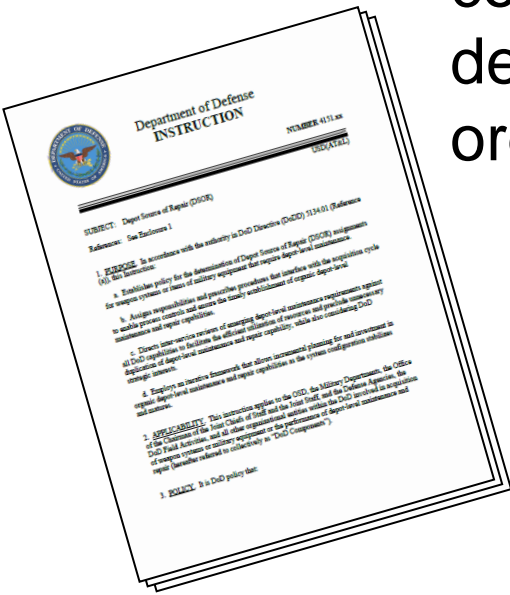 de
Department of Defense
INSTRUCTION
NUMBER 4151.xx
USD(AT&L)
SUBJECT: Depot Source of Repair (DSOR)
References: See Enclosure 1
1. PURPOSE. In accordance with the authority in DoD Directive (DoDD) 5134.01 (Reference
(a)), this Instruction:
a. Establishes policy for the determination of Depot Source of Repair (DSOR) assignments
for weapon systems or items of military equipment that require depot-level maintenance.
b. Assigns responsibilities and prescribes procedures that interface with the acquisition cycle
to enable process controls and ensure the timely establishment of organic depot-level
maintenance and repair capabilities.
c. Directs inter-service reviews of emerging depot-level maintenance requirements against
all DoD capabilities to facilitate the efficient utilization of resources and preclude unnecessary
duplication of depot-level maintenance and repair capability, while also considering DoD
strategic interests.
d. Employs an iterative framework that allows incremental planning for and investment in
organic depot-level maintenance and repair capabilities as the system configuration stabilizes
and matures.
2. APPLICABILITY. This instruction applies to the OSD, the Military Departments, the Office
of the Chairman of the Joint Chiefs of Staff and the Joint Staff, and the Defense Agencies, the
DoD Field Activities, and all other organizational entities within the DoD involved in acquisition
of weapon systems or military equipment or the performance of depot-level maintenance and
repair (hereafter referred to collectively as "DoD Components").
3. POLICY. It is DoD policy that: